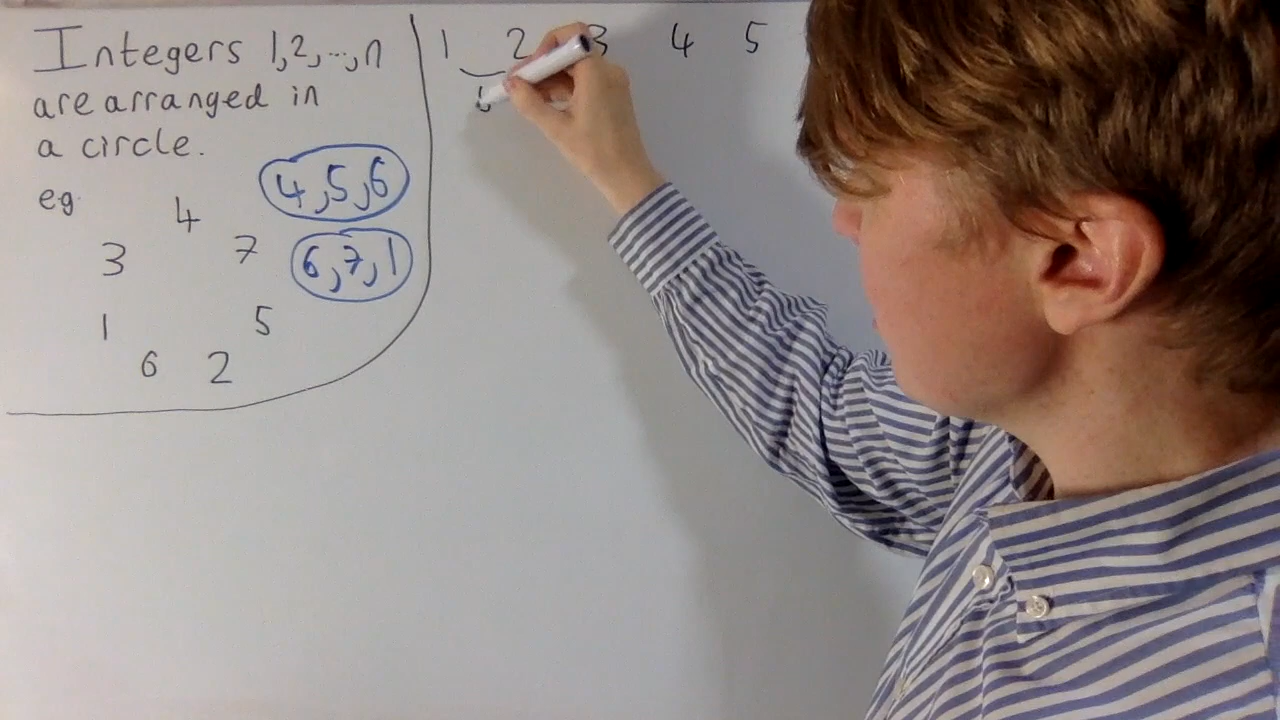 Integers 1,2,...,n
are arranged in
a circle.
eg
4
3
7
1
5
6 2
4,5,6
6,7,1
1 2 3 4 5